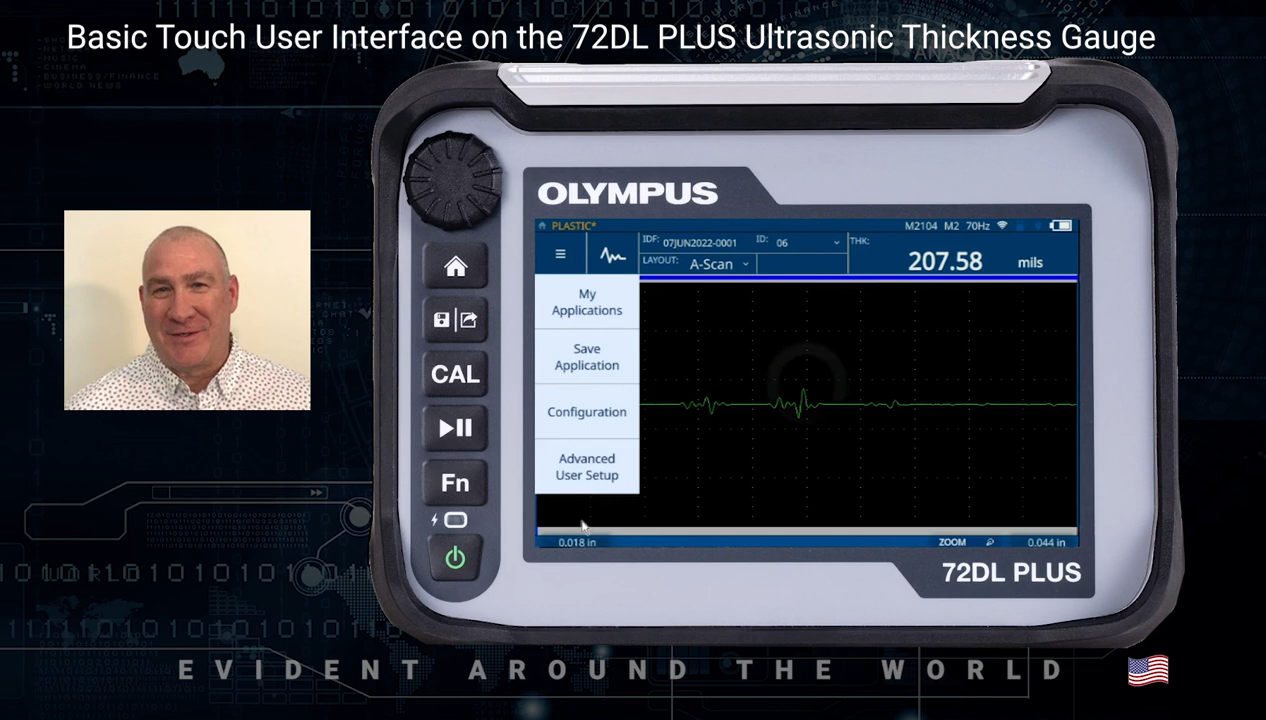 Basic Touch User Interface on the 72DL PLUS Ultrasonic Thickness Gauge
OLYMPUS
PLASTIC*
M2104 M2 70Hz
IDF: 07JUN2022-0001 ID: 06
THK:
207.58 mils
LAYOUT: A-Scan
My
Applications
Save
Application
Configuration
Advanced
User Setup
0.018 in
ZOOM
0.044 in
CAL
Fn
72DL PLUS
EVIDENT AROUND THE WORLD